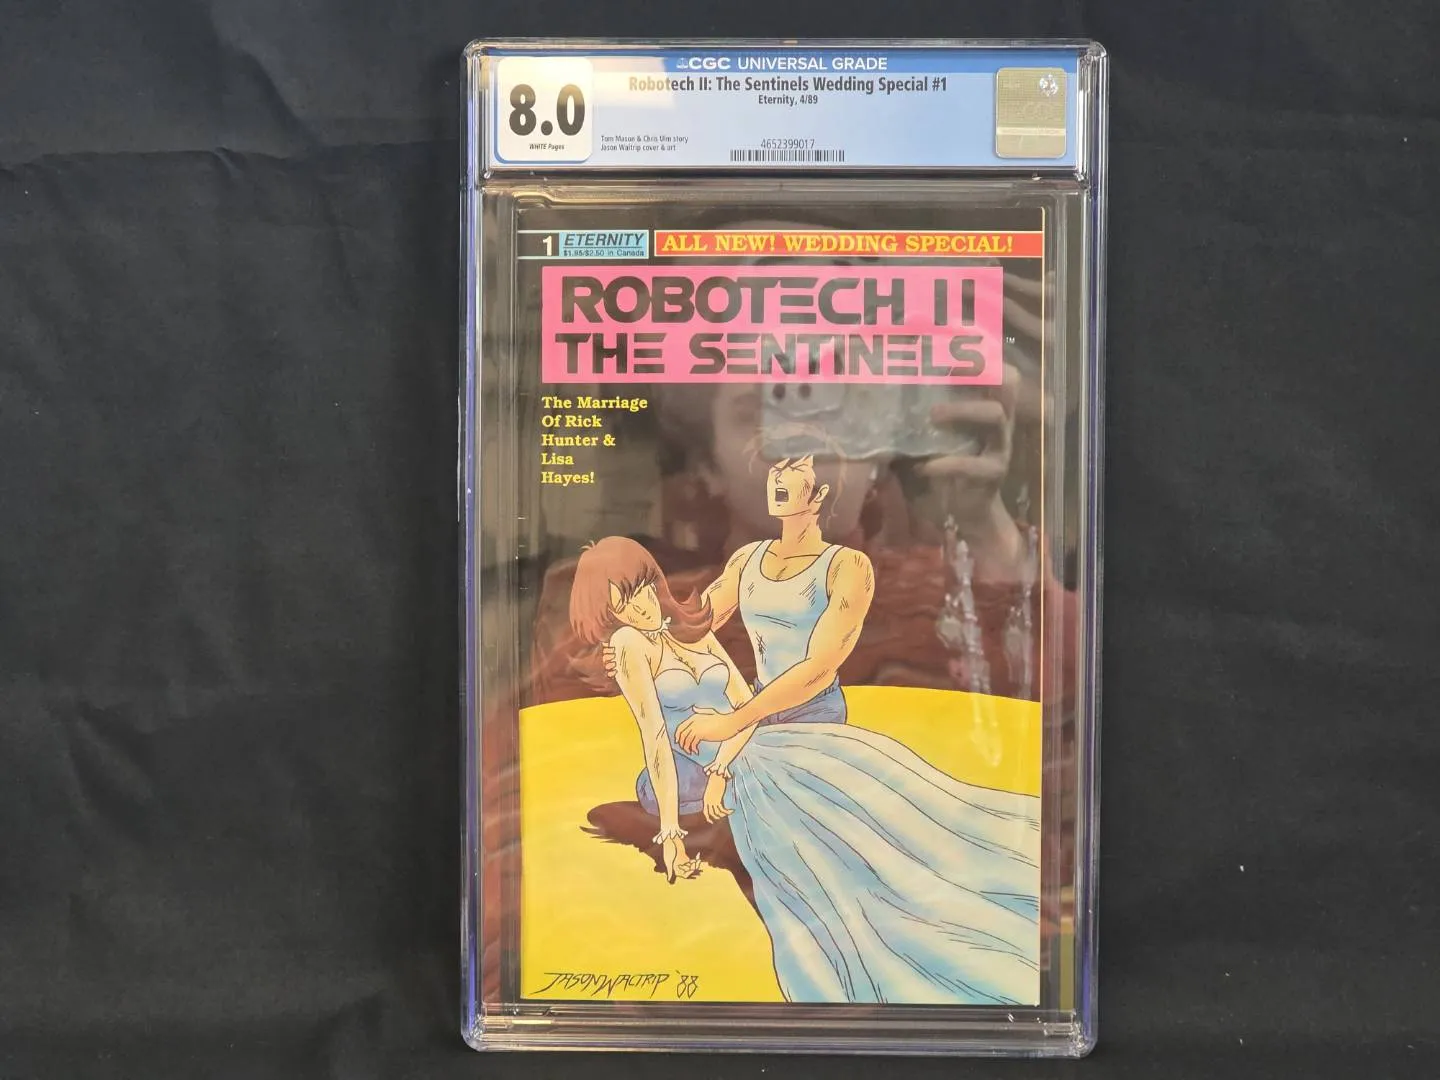 CGC UNIVERSAL GRADE
8.0
WHITE Pages
Robotech II: The Sentinels Wedding Special #1
Eternity, 4/89
Tom Mason & Chris Ulm story
Jason Waltrip cover & art
4652399017
1 ETERNITY
$1.95/$2.50 in Canada
ALL NEW! WEDDING SPECIAL!
ROBOTECH II
THE SENTINELS
TM
The Marriage
Of Rick
Hunter &
Lisa
Hayes!
JASON WALTRIP '88